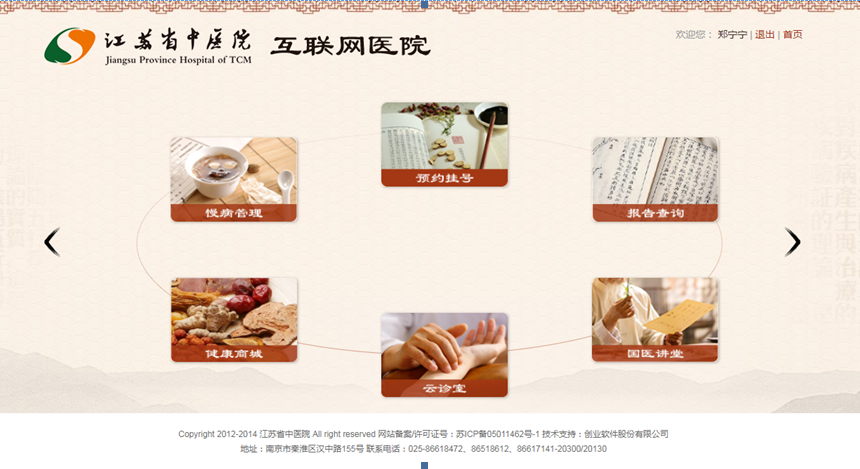 江苏省中医院 互联网医院
Jiangsu Province Hospital of TCM
欢迎您： 郑宁宁 | 退出 | 首页
预约挂号
慢病管理
报告查询
健康商城
云诊室
国医讲堂
Copyright 2012-2014 江苏省中医院 All right reserved 网站备案/许可证号：苏ICP备05011462号-1 技术支持：创业软件股份有限公司
地址：南京市秦淮区汉中路155号 联系电话：025-86618472、86518612、86617141-20300/20130